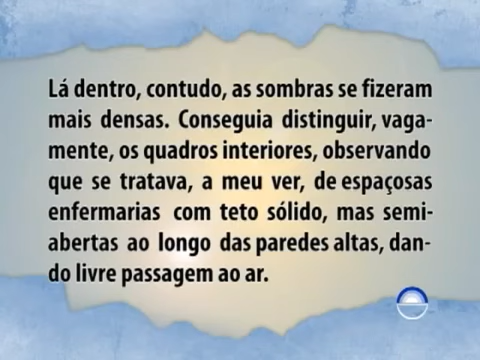 Lá dentro, contudo, as sombras se fizeram
mais densas. Conseguia distinguir, vaga-
mente, os quadros interiores, observando
que se tratava, a meu ver, de espaçosas
enfermarias com teto sólido, mas semi-
abertas ao longo das paredes altas, dan-
do livre passagem ao ar.